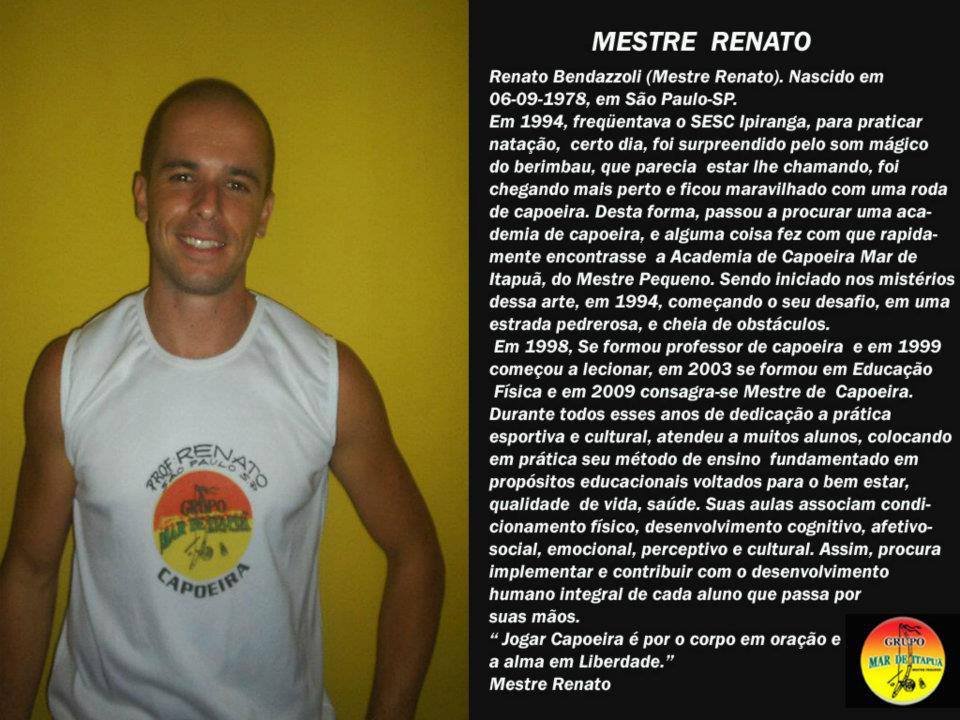 MESTRE RENATO
Renato Bendazzoli (Mestre Renato). Nascido em
06-09-1978, em São Paulo-SP.
Em 1994, freqüentava o SESC Ipiranga, para praticar
natação, certo dia, foi surpreendido pelo som mágico
do berimbau, que parecia estar lhe chamando, foi
chegando mais perto e ficou maravilhado com uma roda
de capoeira. Desta forma, passou a procurar uma aca-
demia de capoeira, e alguma coisa fez com que rapida-
mente encontrasse a Academia de Capoeira Mar de
Itapuã, do Mestre Pequeno. Sendo iniciado nos mistérios
dessa arte, em 1994, começando o seu desafio, em uma
estrada pedrerosa, e cheia de obstáculos.
Em 1998, Se formou professor de capoeira e em 1999
começou a lecionar, em 2003 se formou em Educação
Física e em 2009 consagra-se Mestre de Capoeira.
Durante todos esses anos de dedicação a prática
esportiva e cultural, atendeu a muitos alunos, colocando
em prática seu método de ensino fundamentado em
propósitos educacionais voltados para o bem estar,
qualidade de vida, saúde. Suas aulas associam condi-
cionamento físico, desenvolvimento cognitivo, afetivo-
social, emocional, perceptivo e cultural. Assim, procura
implementar e contribuir com o desenvolvimento
humano integral de cada aluno que passa por
suas mãos.
“ Jogar Capoeira é por o corpo em oração e
a alma em Liberdade.”
Mestre Renato
PROF. RENATO
SÃO PAULO SP
GRUPO
MAR DE ITAPUÃ
CAPOEIRA
GRUPO
MAR DE ITAPUÃ